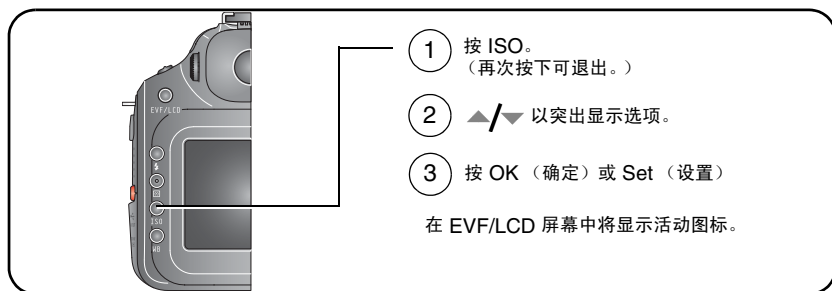 EVF/LCD
ISO
WB
1 按 ISO。
（再次按下可退出。）
2 ▲/▼ 以突出显示选项。
3 按 OK （确定）或 Set （设置）
在 EVF/LCD 屏幕中将显示活动图标。